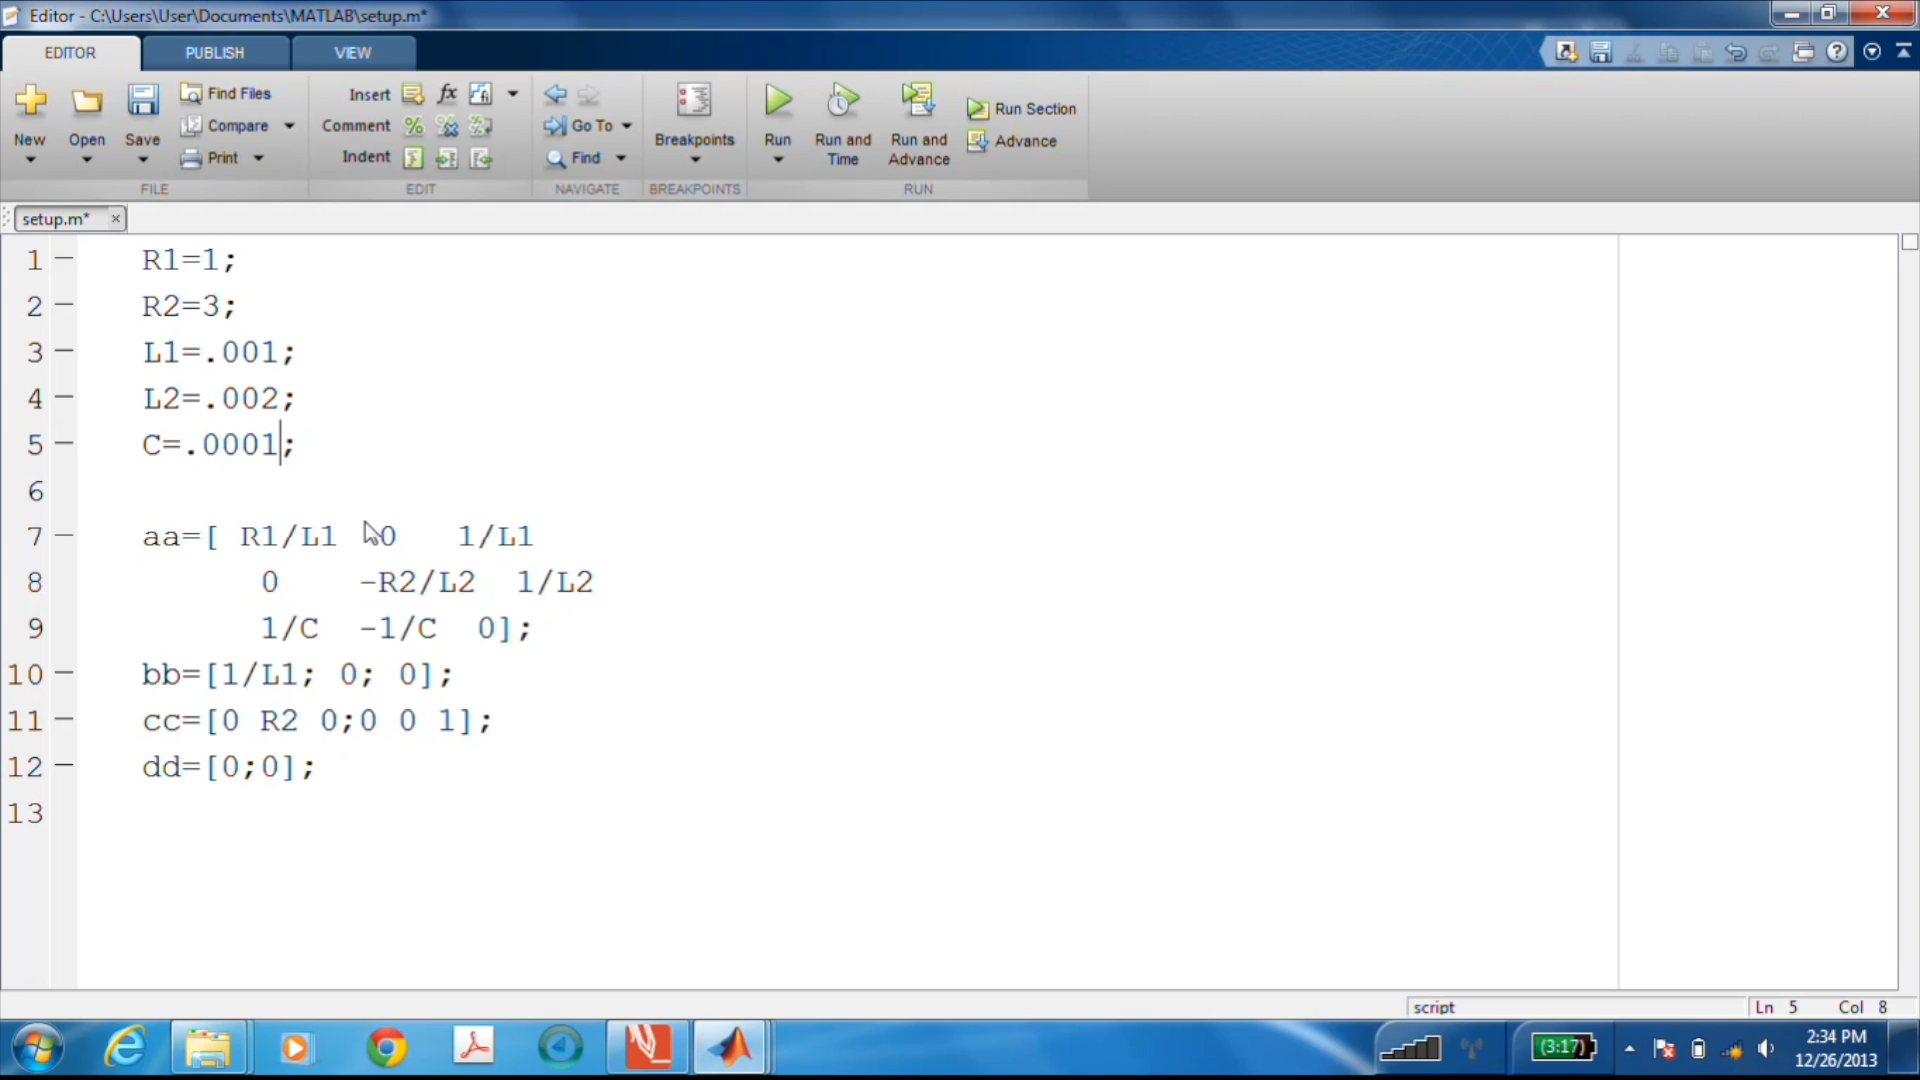 Editor - C:\Users\User\Documents\MATLAB\setup.m*
EDITOR PUBLISH VIEW
New
Open
Save
Find Files
Compare
Print
FILE
Insert fx
Comment
Indent
EDIT
Go To
Find
NAVIGATE
Breakpoints
BREAKPOINTS
Run
Run and Time
Run and Advance
Run Section
Advance
RUN
setup.m*
1 R1=1;
2 R2=3;
3 L1=.001;
4 L2=.002;
5 C=.0001;
6
7 aa=[ R1/L1 0 1/L1
8 0 -R2/L2 1/L2
9 1/C -1/C 0];
10 bb=[1/L1; 0; 0];
11 cc=[0 R2 0;0 0 1];
12 dd=[0;0];
13
script Ln 5 Col 8
(3:17)
2:34 PM
12/26/2013